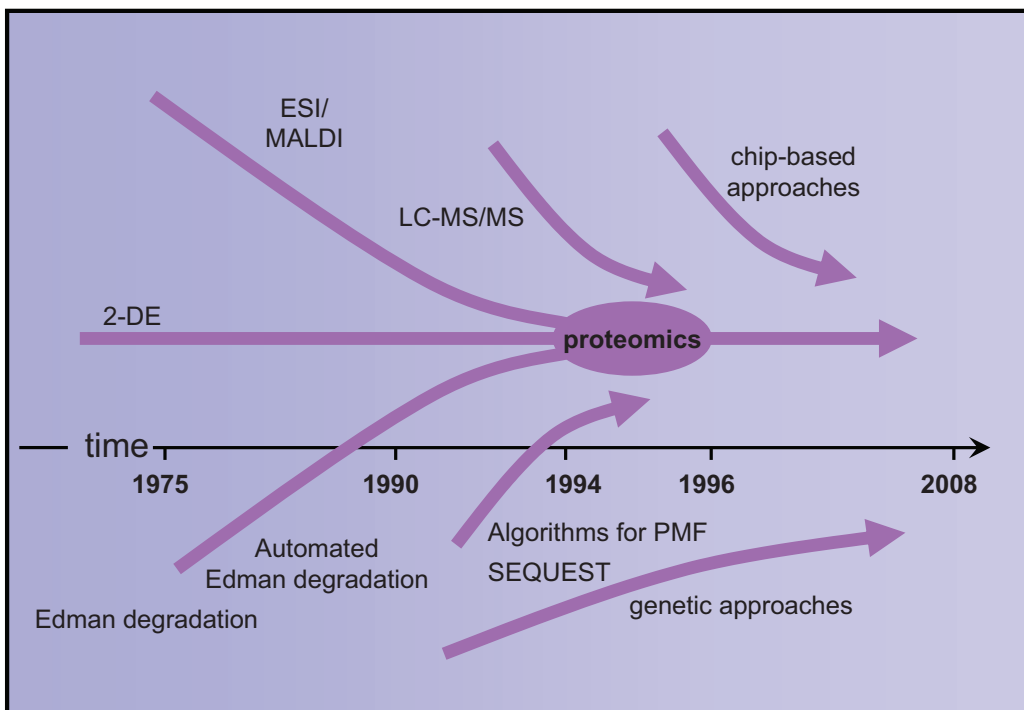 ESI/
MALDI
chip-based
approaches
LC-MS/MS
2-DE
proteomics
time
1975
1990
1994
1996
2008
Algorithms for PMF
Automated
Edman degradation
SEQUEST
genetic approaches
Edman degradation